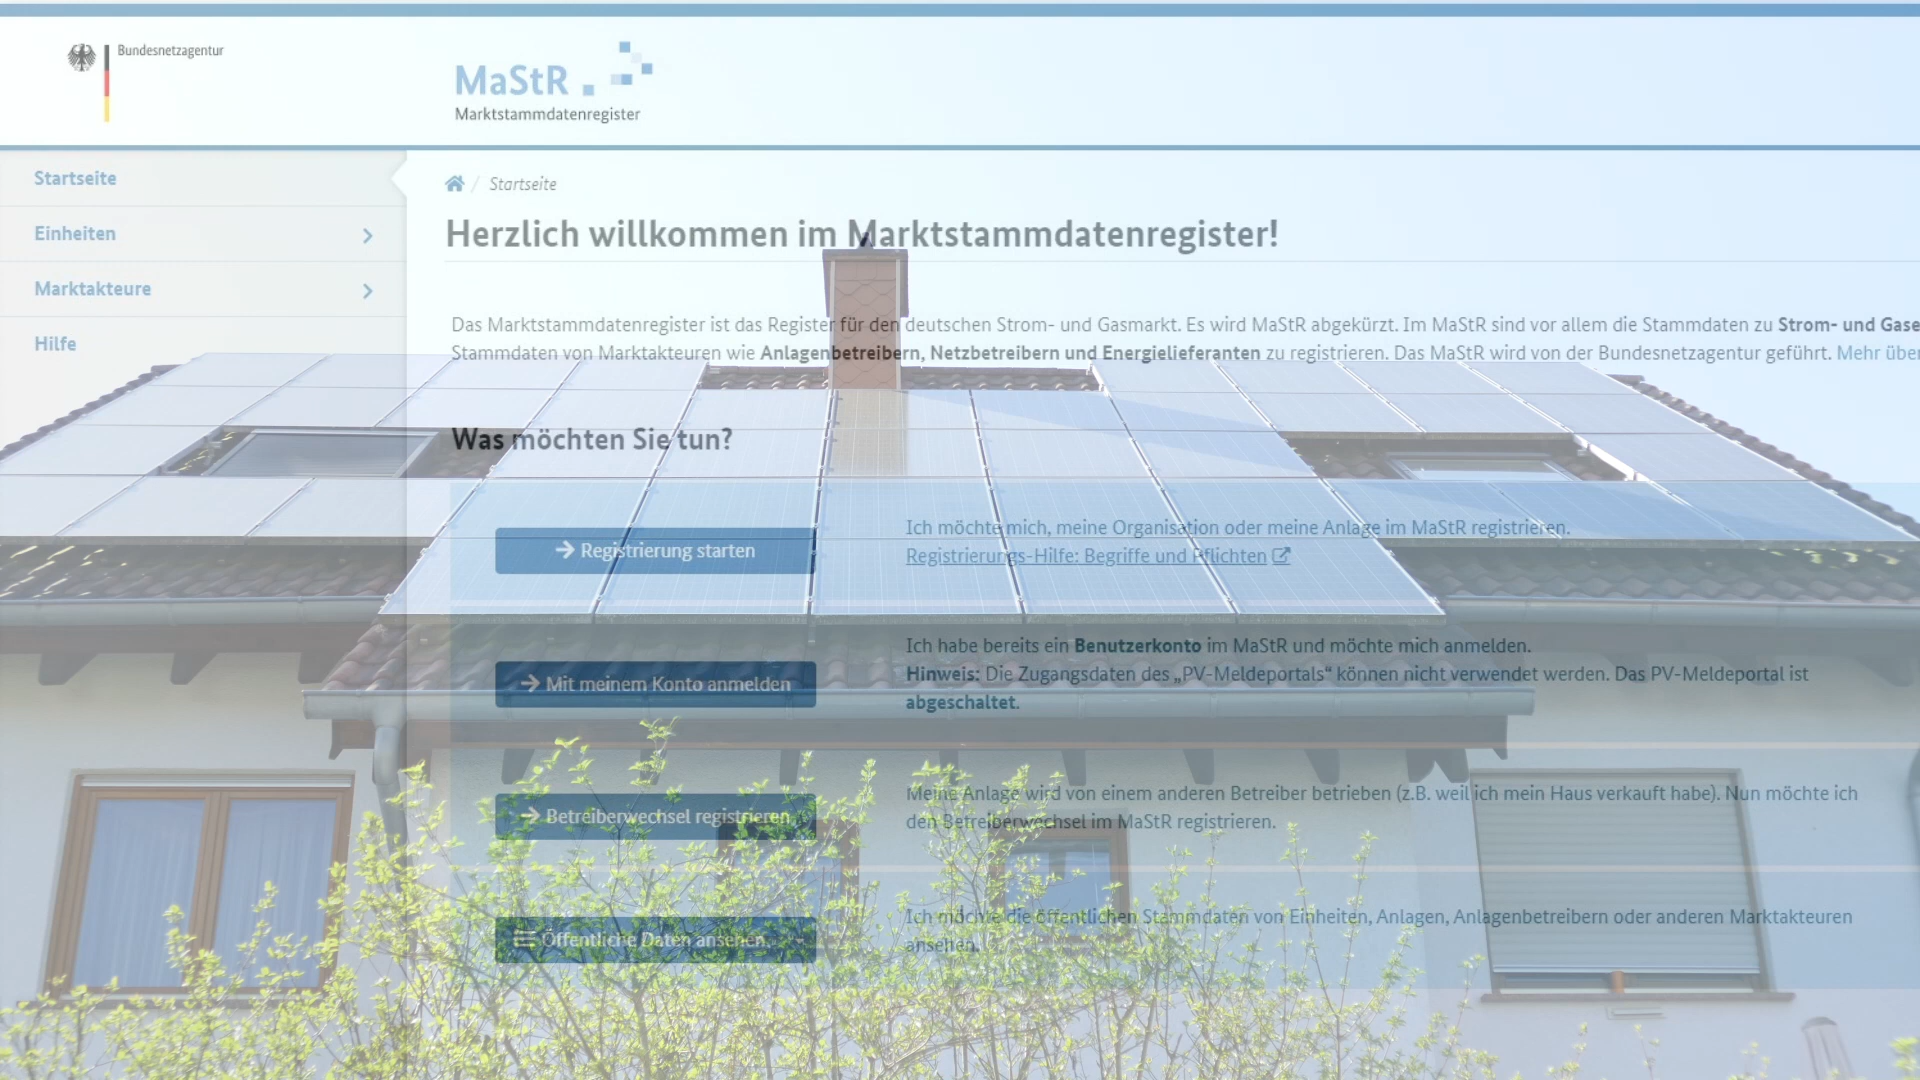 Bundesnetzagentur
MaStR
Marktstammdatenregister
Startseite
Einheiten
Marktakteure
Hilfe
/ Startseite
Herzlich willkommen im Marktstammdatenregister!
Das Marktstammdatenregister ist das Register für den deutschen Strom- und Gasmarkt. Es wird MaStR abgekürzt. Im MaStR sind vor allem die Stammdaten zu Strom- und Gase
Stammdaten von Marktakteuren wie Anlagenbetreibern, Netzbetreibern und Energielieferanten zu registrieren. Das MaStR wird von der Bundesnetzagentur geführt. Mehr über
Was möchten Sie tun?
Registrierung starten
Ich möchte mich, meine Organisation oder meine Anlage im MaStR registrieren.
Registrierungs-Hilfe: Begriffe und Pflichten
Mit meinem Konto anmelden
Ich habe bereits ein Benutzerkonto im MaStR und möchte mich anmelden.
Hinweis: Die Zugangsdaten des „PV-Meldeportals“ können nicht verwendet werden. Das PV-Meldeportal ist
abgeschaltet.
Betreiberwechsel registrieren
Meine Anlage wird von einem anderen Betreiber betrieben (z.B. weil ich mein Haus verkauft habe). Nun möchte ich
den Betreiberwechsel im MaStR registrieren.
Öffentliche Daten ansehen
Ich möchte die öffentlichen Stammdaten von Einheiten, Anlagen, Anlagenbetreibern oder anderen Marktakteuren
ansehen.